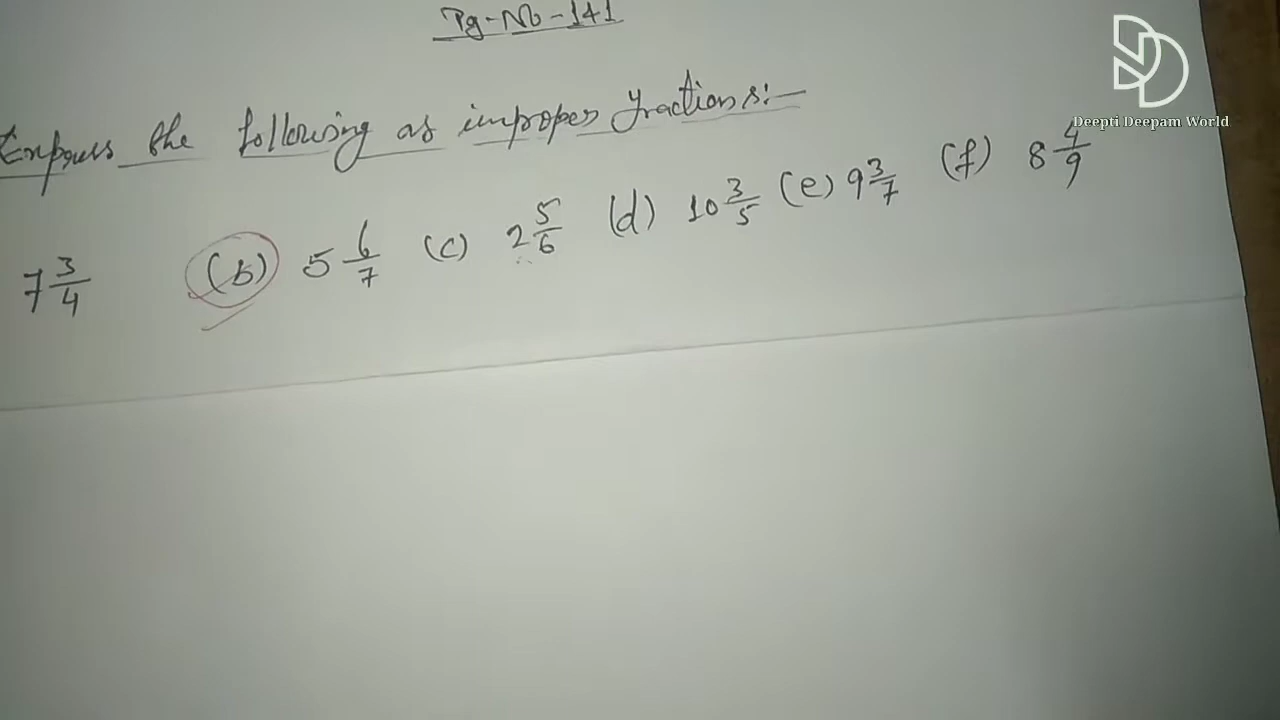 Pg-No-141
Express the following as improper fractions:-
7 3/4 (b) 5 6/7 (c) 2 5/6 (d) 10 3/5 (e) 9 3/7 (f) 8 4/9
Deepti Deepam World